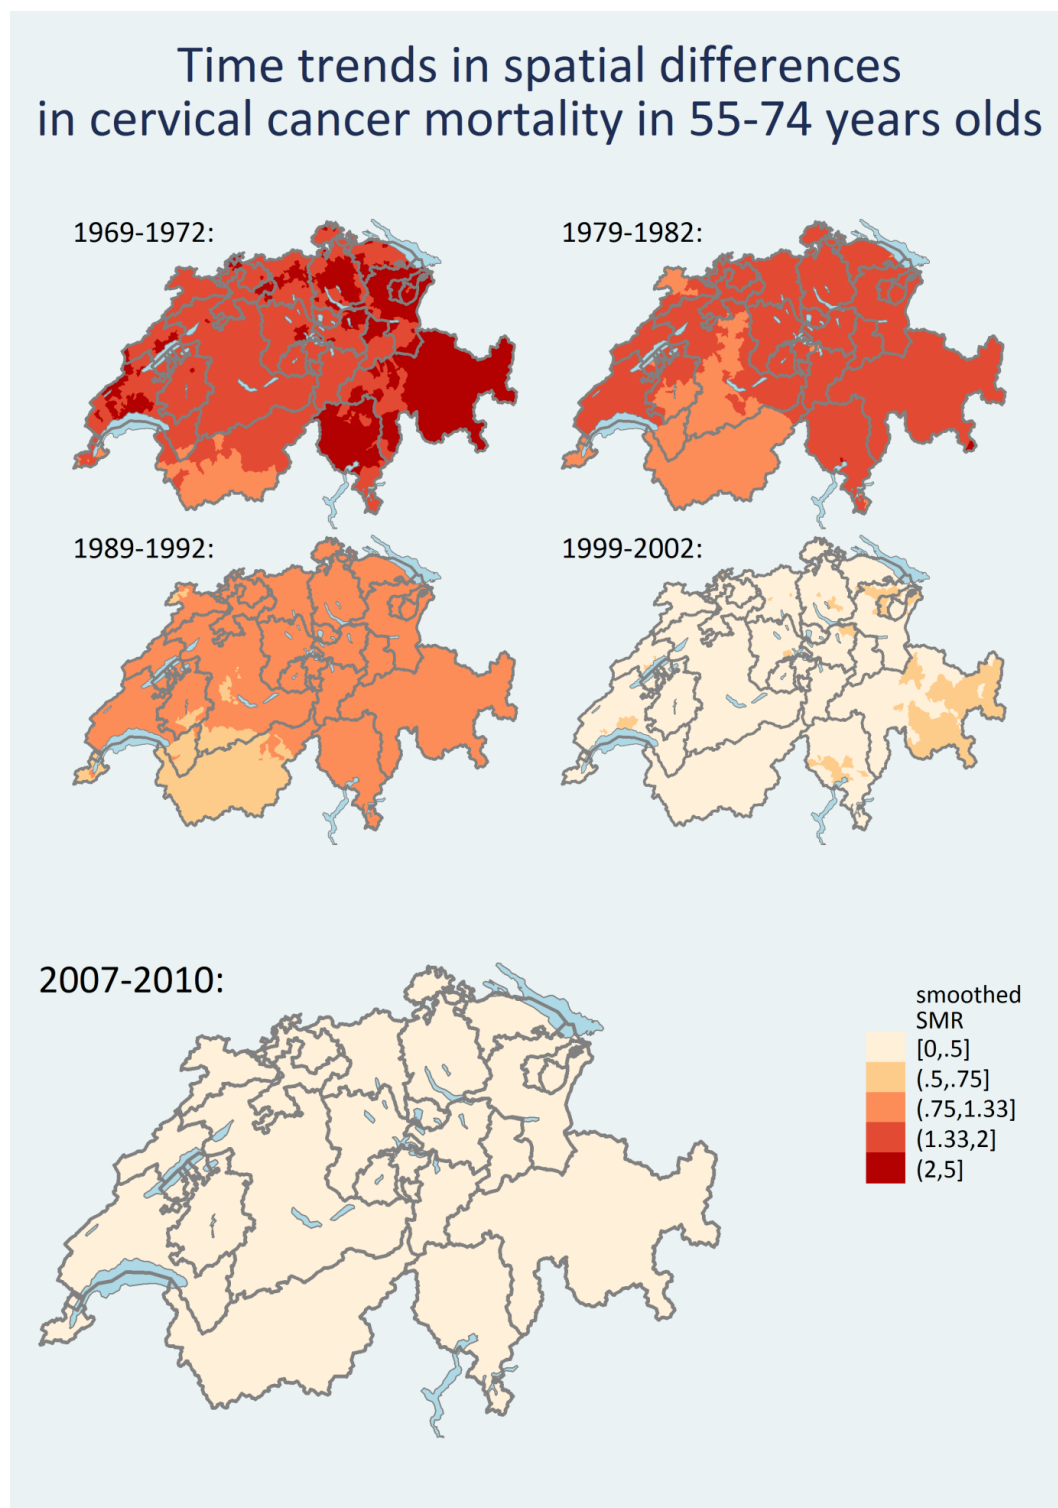 Time trends in spatial differences
in cervical cancer mortality in 55-74 years olds
1969-1972:
1979-1982:
1989-1992:
1999-2002:
2007-2010:
smoothed
SMR
[0,.5]
(.5,.75]
(.75,1.33]
(1.33,2]
(2,5]